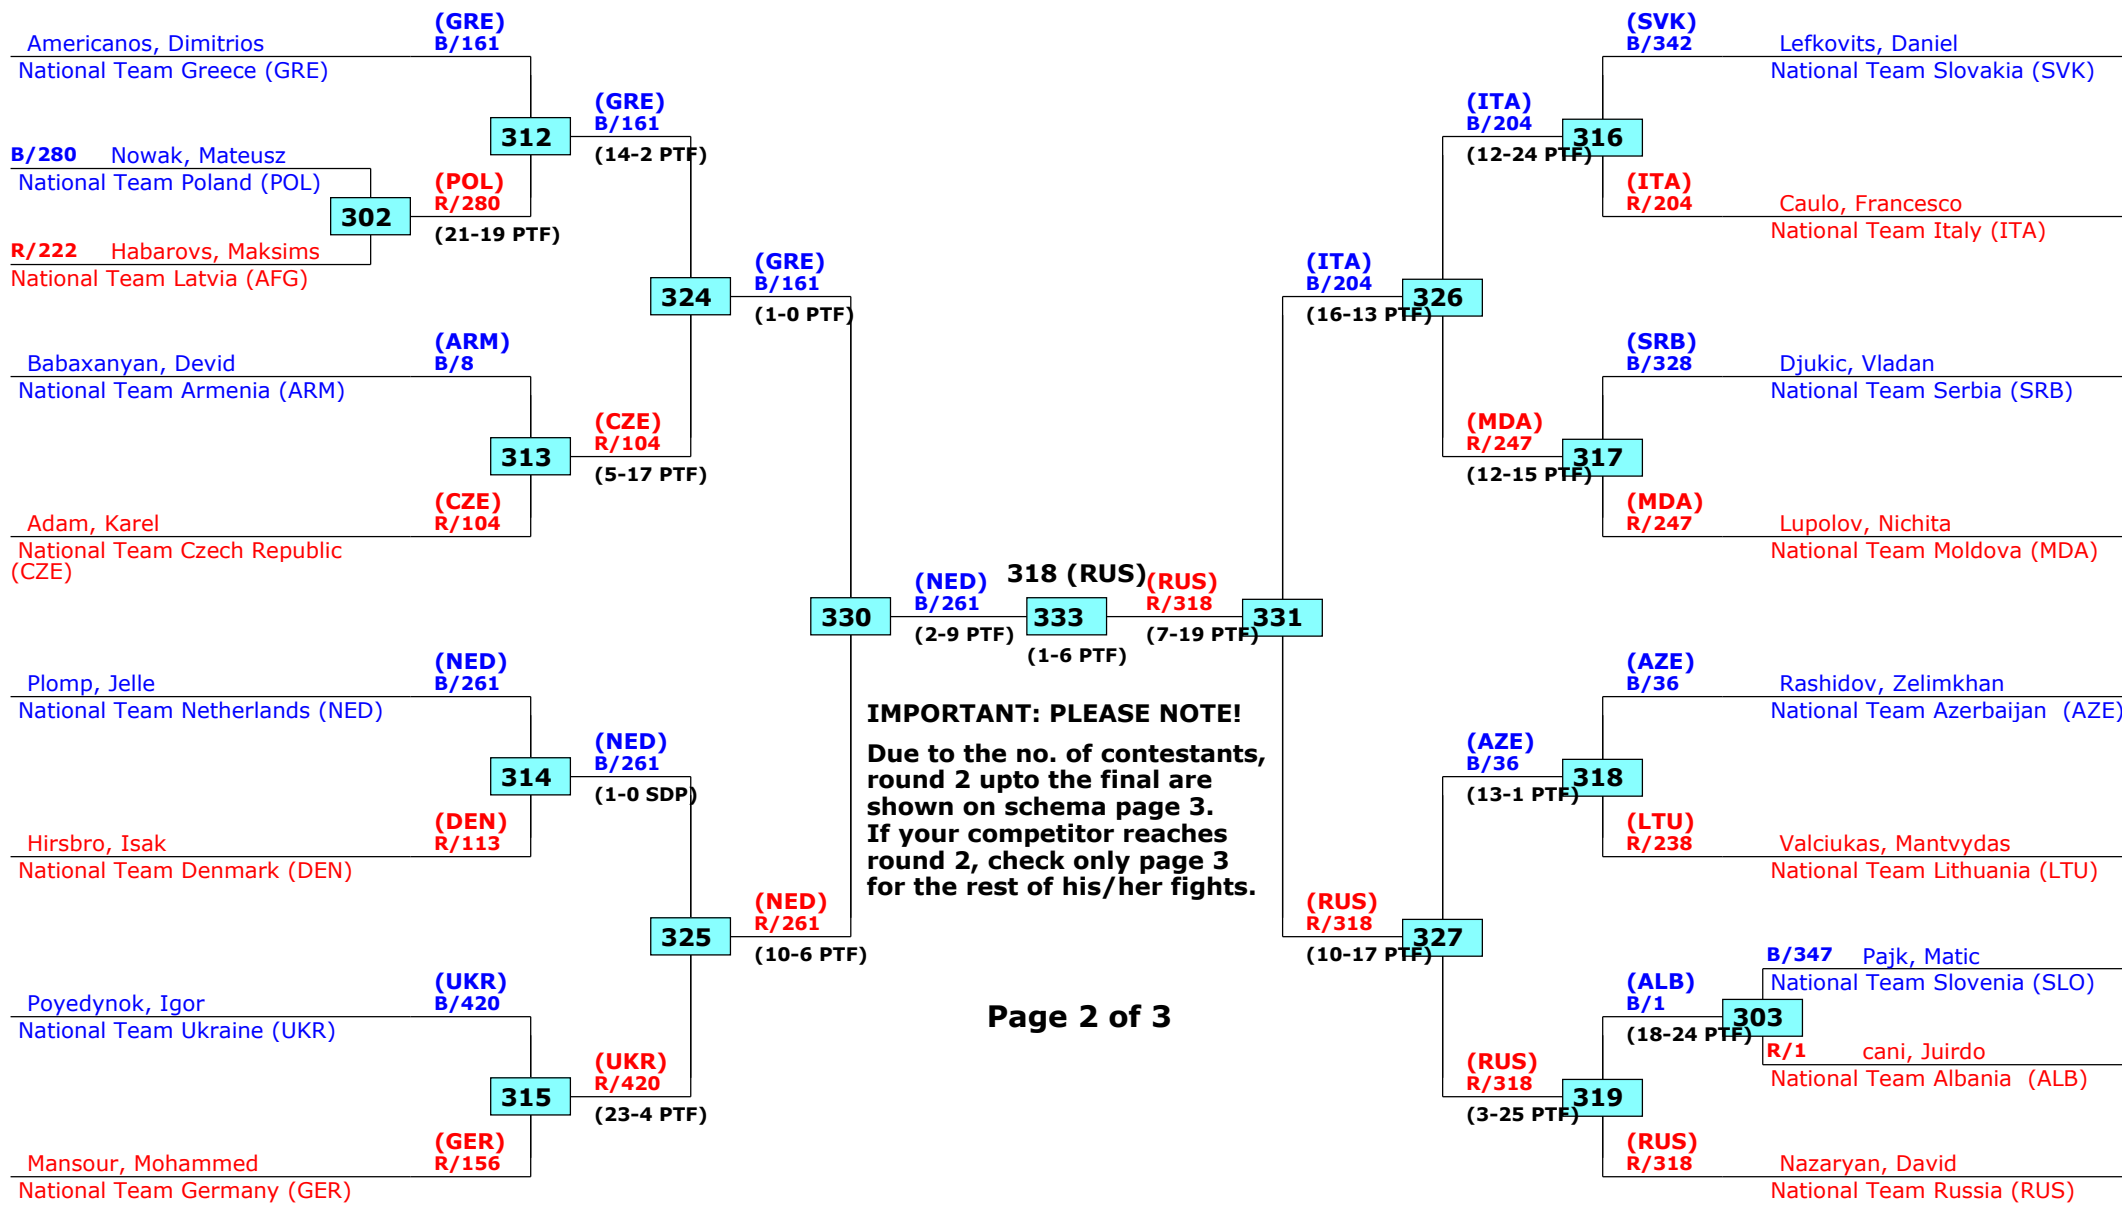 (GRE)
Americanos, Dimitrios B/161
National Team Greece (GRE)
(GRE)
B/161
312
(14-2 PTF)
B/280 Nowak, Mateusz
National Team Poland (POL)
(POL)
R/280
302
(21-19 PTF)
R/222 Habarovs, Maksims
National Team Latvia (AFG)
(GRE)
B/161
324
(1-0 PTF)
(ARM)
Babaxanyan, Devid B/8
National Team Armenia (ARM)
(CZE)
R/104
313
(5-17 PTF)
(CZE)
Adam, Karel R/104
National Team Czech Republic
(CZE)
330
(NED)
B/261
(2-9 PTF)
318 (RUS)
333
(1-6 PTF)
(RUS)
R/318
(7-19 PTF)
331
(NED)
Plomp, Jelle B/261
National Team Netherlands (NED)
(NED)
B/261
314
(1-0 SDP)
(DEN)
Hirsbro, Isak R/113
National Team Denmark (DEN)
(NED)
R/261
325
(10-6 PTF)
(UKR)
Poyedynok, Igor B/420
National Team Ukraine (UKR)
(UKR)
R/420
315
(23-4 PTF)
(GER)
Mansour, Mohammed R/156
National Team Germany (GER)
IMPORTANT: PLEASE NOTE!
Due to the no. of contestants,
round 2 upto the final are
shown on schema page 3.
If your competitor reaches
round 2, check only page 3
for the rest of his/her fights.
Page 2 of 3
(SVK)
B/342 Lefkovits, Daniel
National Team Slovakia (SVK)
(ITA)
B/204
316
(12-24 PTF)
(ITA)
R/204 Caulo, Francesco
National Team Italy (ITA)
(ITA)
B/204
326
(16-13 PTF)
(SRB)
B/328 Djukic, Vladan
National Team Serbia (SRB)
(MDA)
R/247
317
(12-15 PTF)
(MDA)
R/247 Lupolov, Nichita
National Team Moldova (MDA)
(AZE)
B/36 Rashidov, Zelimkhan
National Team Azerbaijan (AZE)
(AZE)
B/36
318
(13-1 PTF)
(LTU)
R/238 Valciukas, Mantvydas
National Team Lithuania (LTU)
(RUS)
R/318
327
(10-17 PTF)
B/347 Pajk, Matic
National Team Slovenia (SLO)
(ALB)
B/1
303
(18-24 PTF)
R/1 cani, Juirdo
National Team Albania (ALB)
(RUS)
R/318
319
(3-25 PTF)
(RUS)
R/318 Nazaryan, David
National Team Russia (RUS)